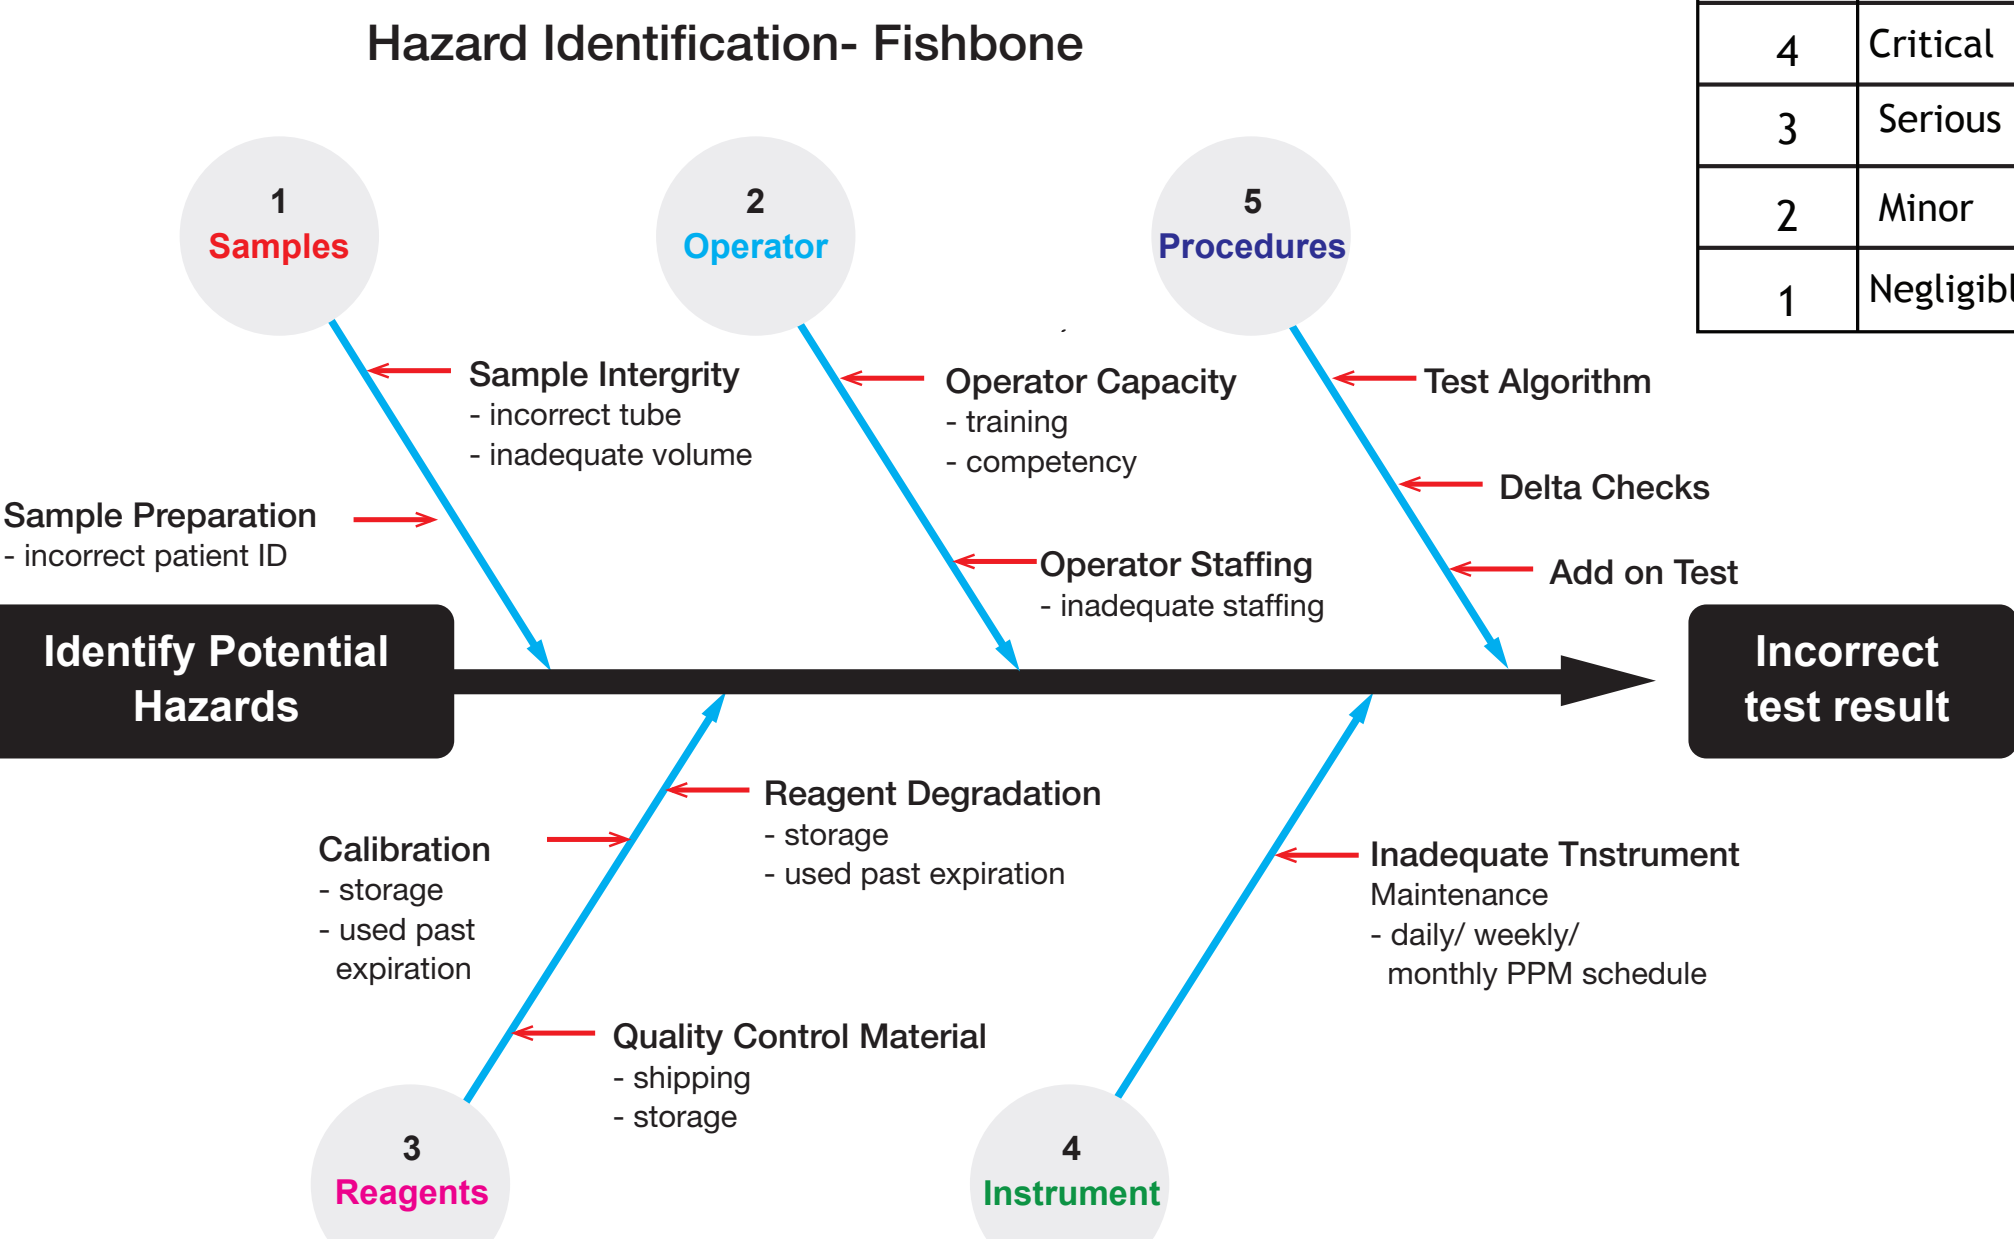 Hazard Identification- Fishbone
4 Critical
3 Serious
2 Minor
1 Negligibl
1
Samples
2
Operator
5
Procedures
Sample Intergrity
- incorrect tube
- inadequate volume
Sample Preparation
- incorrect patient ID
Operator Capacity
- training
- competency
Operator Staffing
- inadequate staffing
Test Algorithm
Delta Checks
Add on Test
Identify Potential
Hazards
Incorrect
test result
Reagent Degradation
- storage
- used past expiration
Calibration
- storage
- used past
expiration
Quality Control Material
- shipping
- storage
Inadequate Tnstrument
Maintenance
- daily/ weekly/
monthly PPM schedule
3
Reagents
4
Instrument